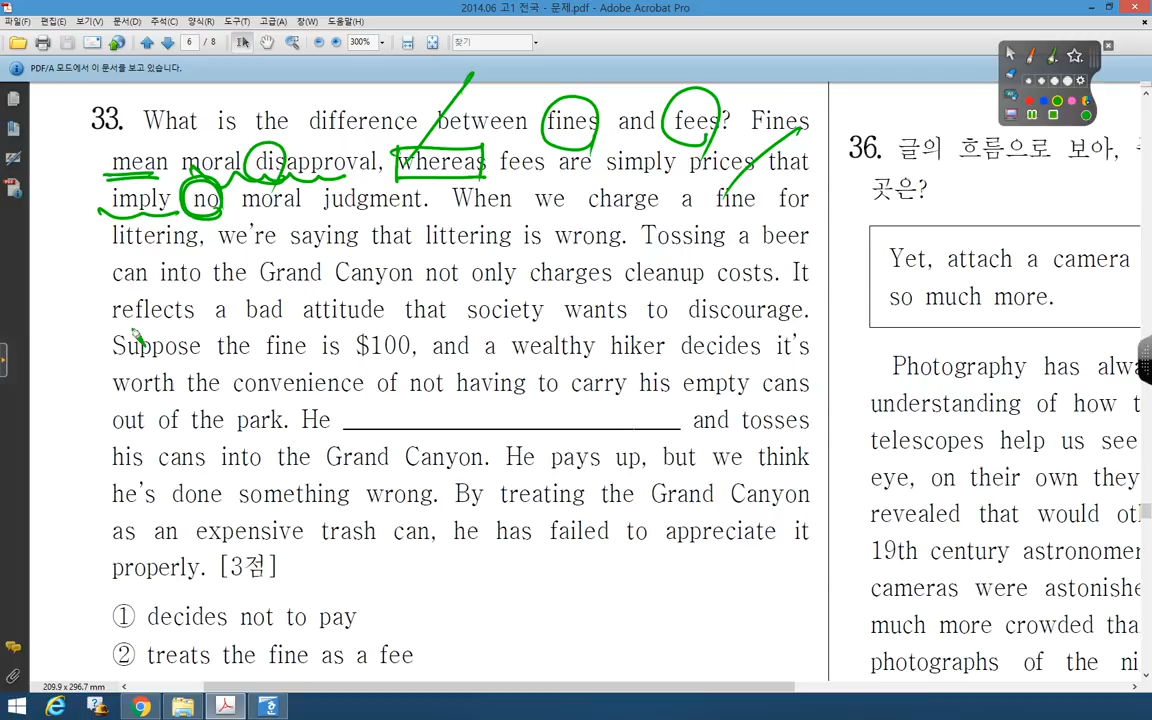 2014.06 고1 전국 - 문제.pdf - Adobe Acrobat Pro
파일(F) 편집(E) 보기(V) 문서(D) 주석(C) 양식(R) 도구(T) 고급(A) 창(W) 도움말(H)
6 / 8 300% 찾기
PDF/A 모드에서 이 문서를 보고 있습니다.
33. What is the difference between fines and fees? Fines
mean moral disapproval, whereas fees are simply prices that
imply no moral judgment. When we charge a fine for
littering, we're saying that littering is wrong. Tossing a beer
can into the Grand Canyon not only charges cleanup costs. It
reflects a bad attitude that society wants to discourage.
Suppose the fine is $100, and a wealthy hiker decides it's
worth the convenience of not having to carry his empty cans
out of the park. He ______________ and tosses
his cans into the Grand Canyon. He pays up, but we think
he's done something wrong. By treating the Grand Canyon
as an expensive trash can, he has failed to appreciate it
properly. [3점]
① decides not to pay
② treats the fine as a fee
36. 글의 흐름으로 보아,
곳은?
Yet, attach a camera
so much more.
Photography has alwa
understanding of how t
telescopes help us see
eye, on their own they
revealed that would oth
19th century astronomer
cameras were astonishe
much more crowded tha
photographs of the ni
209.9 x 296.7 mm